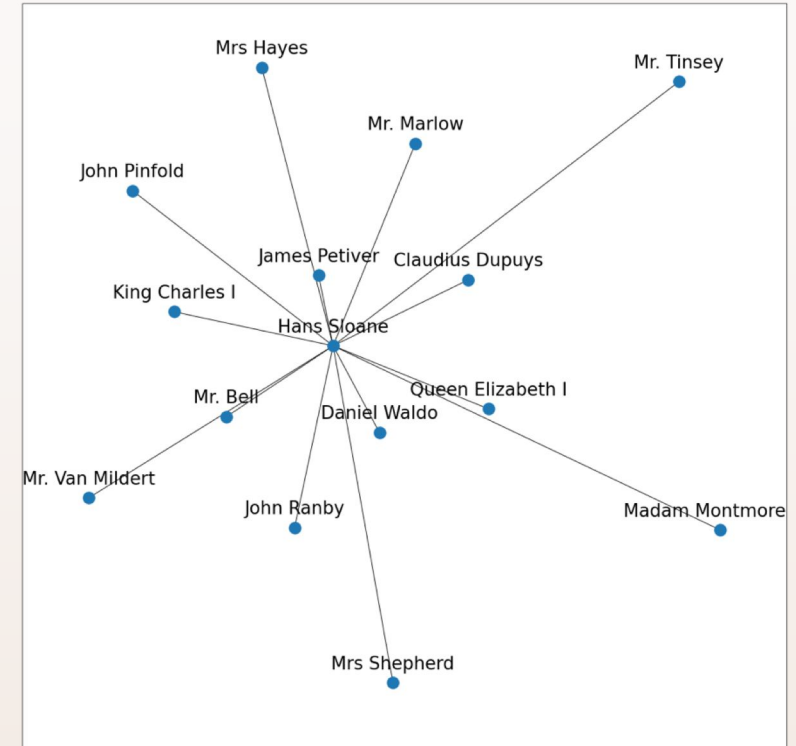 Mrs Hayes
Mr. Tinsey
Mr. Marlow
John Pinfold
James Petiver
Claudius Dupuys
King Charles I
Hans Sloane
Queen Elizabeth I
Mr. Bell
Daniel Waldo
Mr. Van Mildert
John Ranby
Madam Montmore
Mrs Shepherd